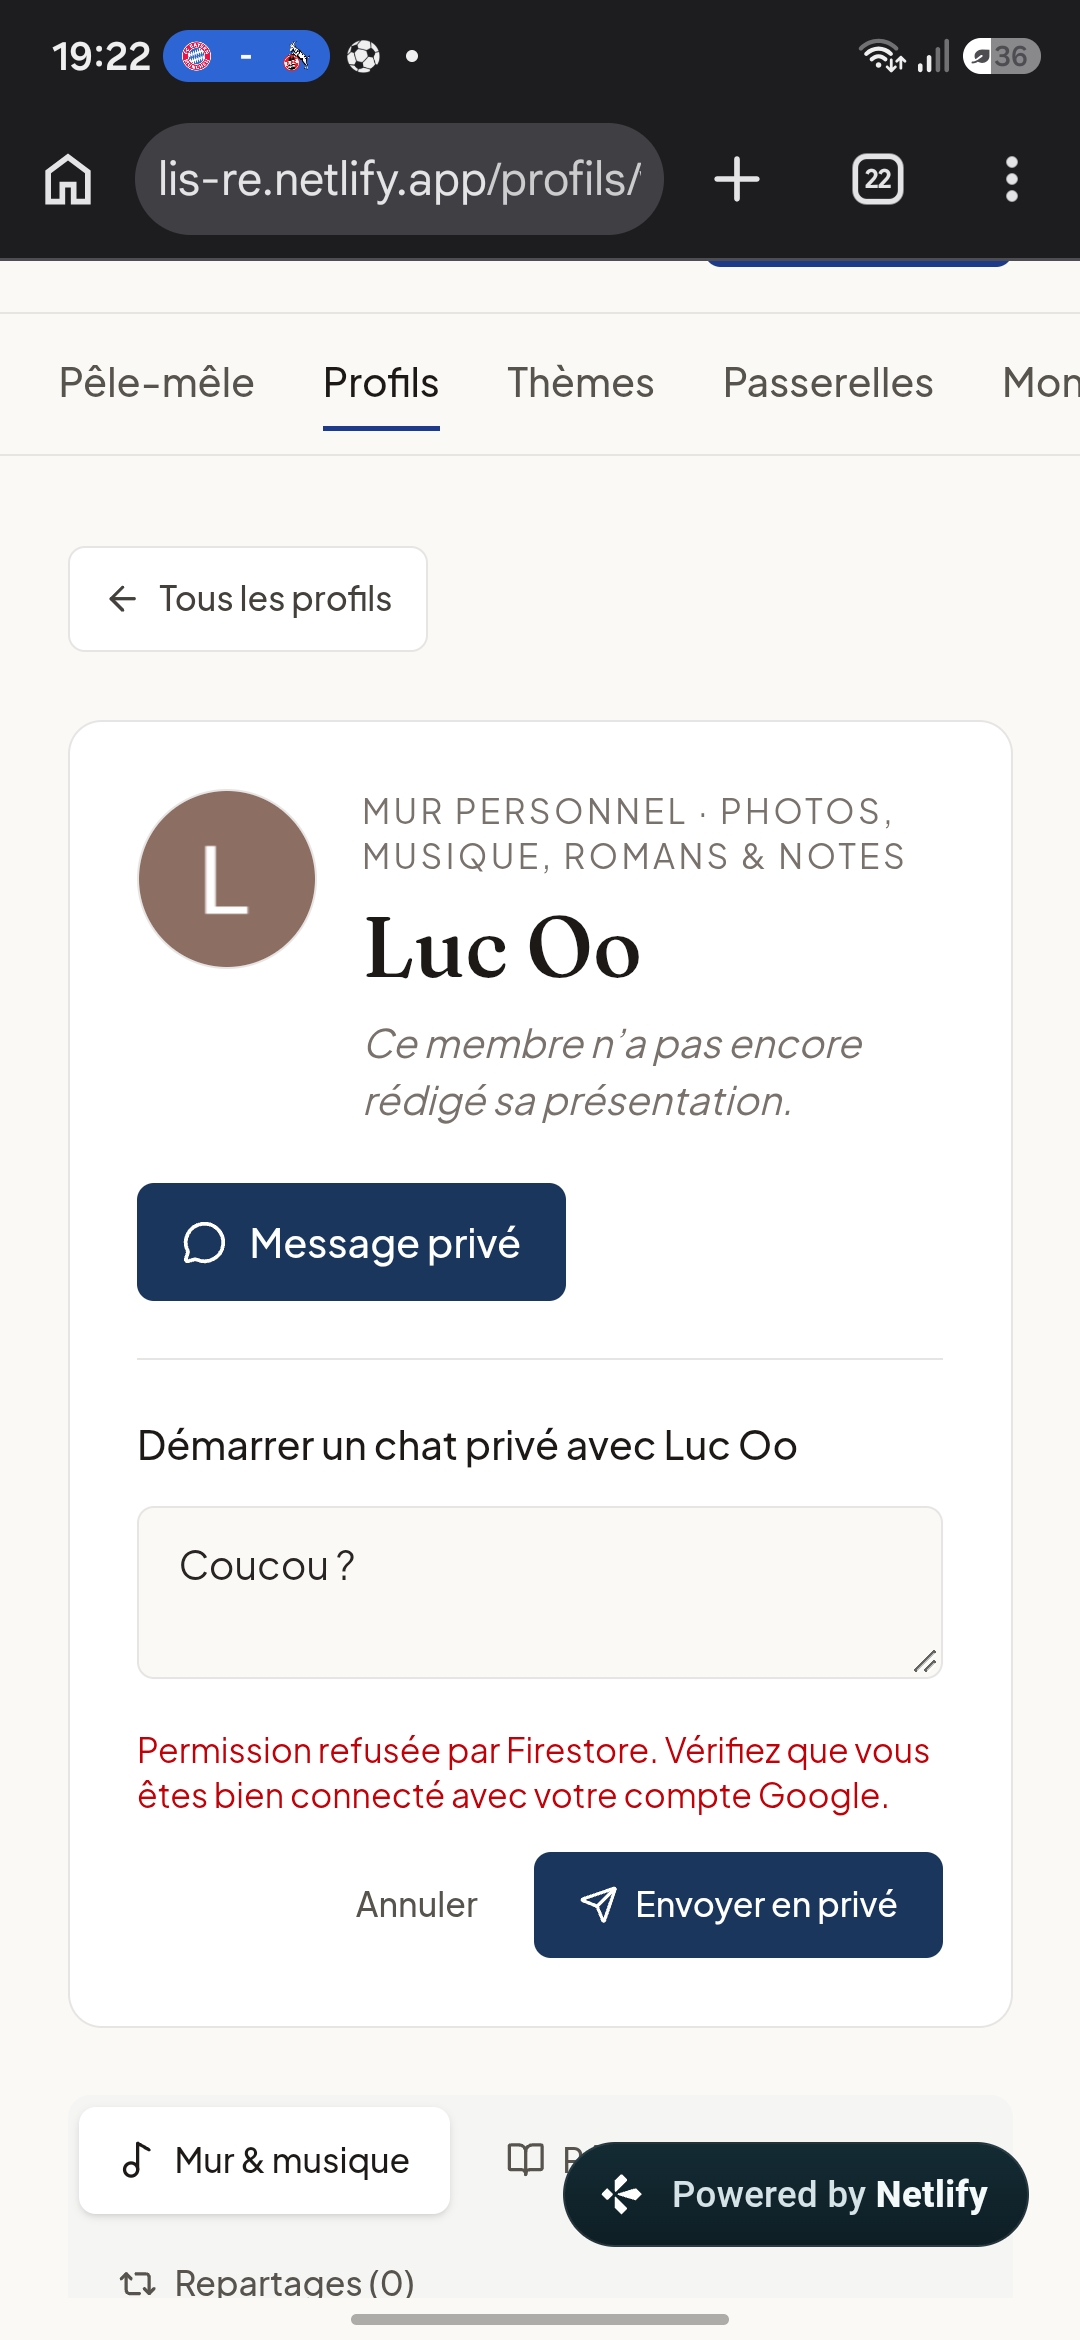 19:22
-
36
lis-re.netlify.app/profils/
22
Pêle-mêle Profils Thèmes Passerelles Mon
Tous les profils
L
MUR PERSONNEL · PHOTOS,
MUSIQUE, ROMANS & NOTES
Luc Oo
Ce membre n’a pas encore
rédigé sa présentation.
Message privé
Démarrer un chat privé avec Luc Oo
Coucou ?
Permission refusée par Firestore. Vérifiez que vous
êtes bien connecté avec votre compte Google.
Annuler
Envoyer en privé
Mur & musique
Powered by Netlify
Repartages (0)